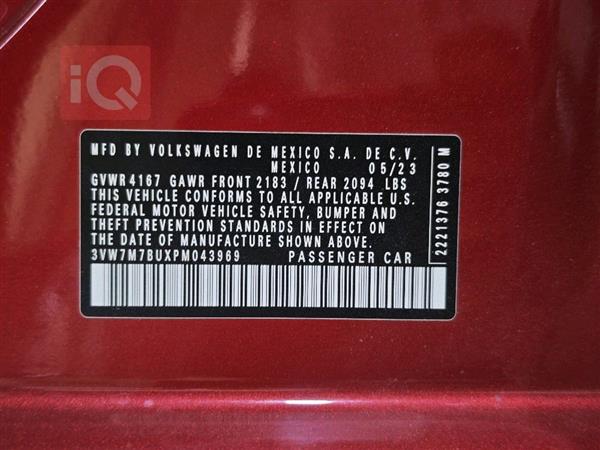 iQ
MFD BY VOLKSWAGEN DE MEXICO S.A. DE C.V.
MEXICO 05/23
GVWR 4167 GAWR FRONT 2183 / REAR 2094 LBS
THIS VEHICLE CONFORMS TO ALL APPLICABLE U.S.
FEDERAL MOTOR VEHICLE SAFETY, BUMPER AND
THEFT PREVENTION STANDARDS IN EFFECT ON
DATE OF MANUFACTURE SHOWN ABOVE.
3VW7M7BUXPM043969 PASSENGER CAR
2221376 3780 M